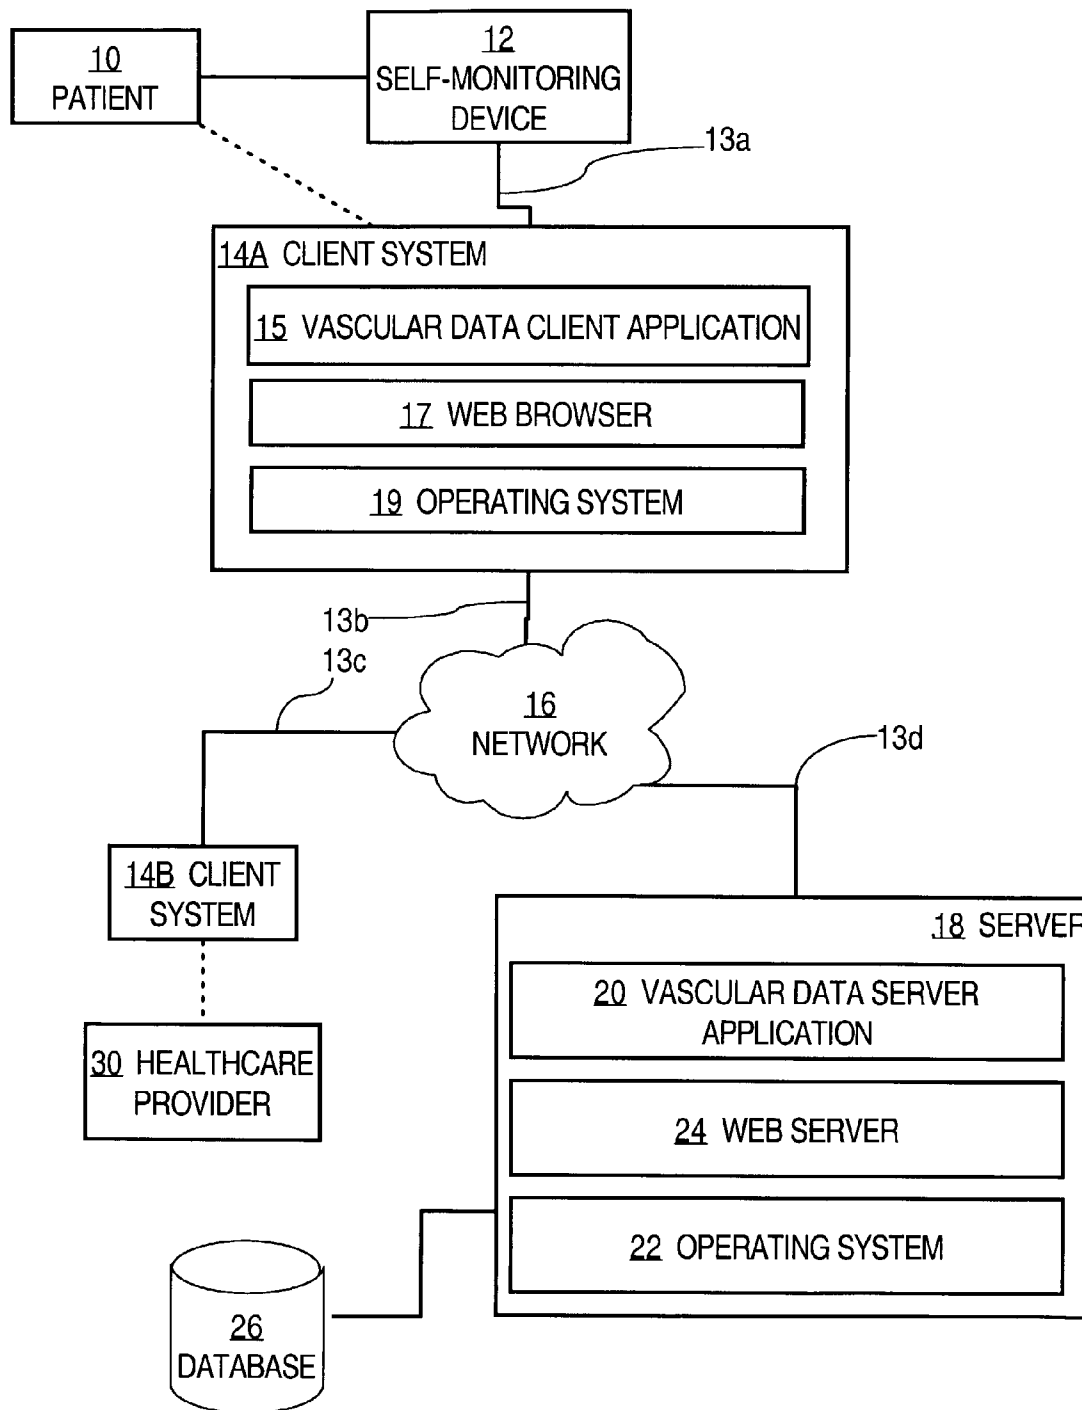 10
PATIENT
12
SELF-MONITORING
DEVICE
13a
14A CLIENT SYSTEM
15 VASCULAR DATA CLIENT APPLICATION
17 WEB BROWSER
19 OPERATING SYSTEM
13b
13c
16
NETWORK
13d
14B CLIENT
SYSTEM
18 SERVER
20 VASCULAR DATA SERVER
APPLICATION
30 HEALTHCARE
PROVIDER
24 WEB SERVER
22 OPERATING SYSTEM
26
DATABASE